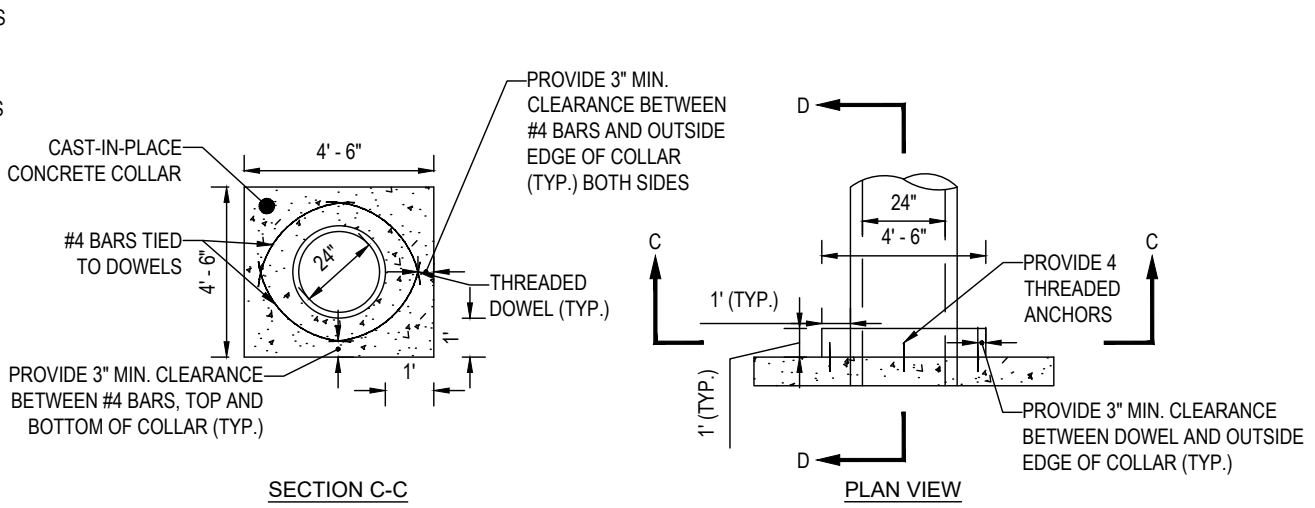 S
S
CAST-IN-PLACE
CONCRETE COLLAR
4' - 6"
PROVIDE 3" MIN.
CLEARANCE BETWEEN
#4 BARS AND OUTSIDE
EDGE OF COLLAR
(TYP.) BOTH SIDES
#4 BARS TIED
TO DOWELS
4' - 6"
24"
THREADED
DOWEL (TYP.)
1'
1'
PROVIDE 3" MIN. CLEARANCE
BETWEEN #4 BARS, TOP AND
BOTTOM OF COLLAR (TYP.)
SECTION C-C
D
24"
4' - 6"
C
C
1' (TYP.)
PROVIDE 4
THREADED
ANCHORS
1' (TYP.)
PROVIDE 3" MIN. CLEARANCE
BETWEEN DOWEL AND OUTSIDE
EDGE OF COLLAR (TYP.)
D
PLAN VIEW